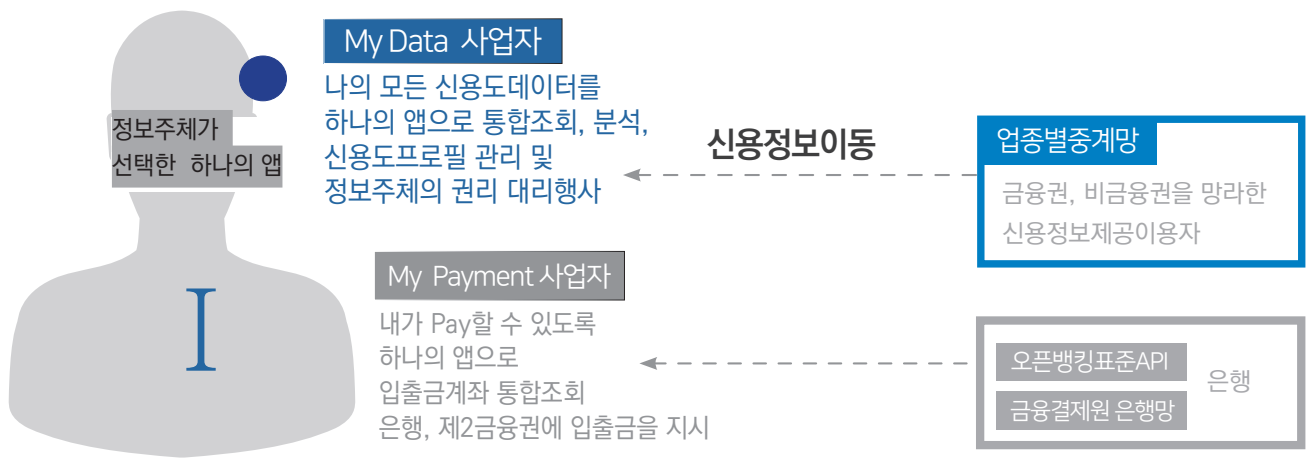 정보주체가
선택한 하나의 앱
I
My Data 사업자
나의 모든 신용도데이터를
하나의 앱으로 통합조회, 분석,
신용도프로필 관리 및
정보주체의 권리 대리행사
신용정보이동
업종별중계망
금융권, 비금융권을 망라한
신용정보제공이용자
My Payment 사업자
내가 Pay할 수 있도록
하나의 앱으로
입출금계좌 통합조회
은행, 제2금융권에 입출금을 지시
오픈뱅킹표준API
금융결제원 은행망
은행